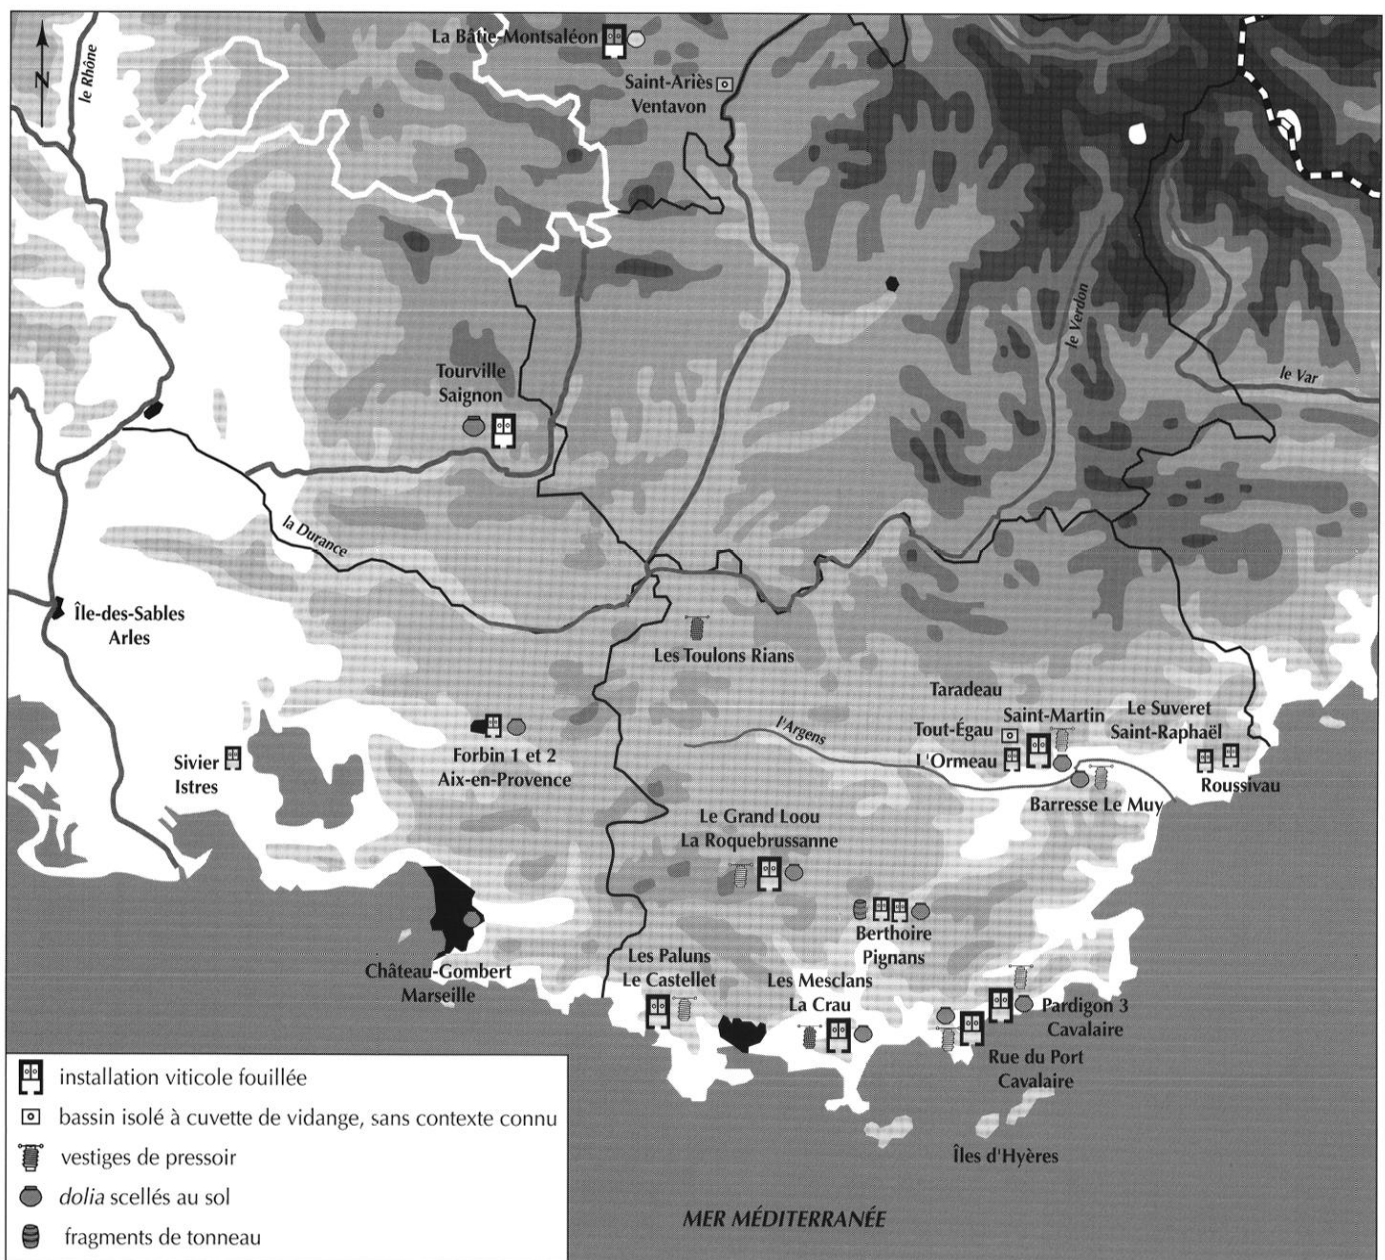 N
le Rhône
La Bâtie-Montsaléon
Saint-Ariès
Ventavon
le Verdon
le Var
Tourville
Saignon
la Durance
Île-des-Sables
Arles
Les Toulons Rians
Taradeau
Saint-Martin
Tout-Égau
L'Ormeau
Le Suveret
Saint-Raphaël
Roussivau
l'Argens
Barresse Le Muy
Sivier
Istres
Forbin 1 et 2
Aix-en-Provence
Le Grand Loou
La Roquebrussanne
Berthoire
Pignans
Château-Gombert
Marseille
Les Paluns
Le Castellet
Les Mesclans
La Crau
Pardigon 3
Cavalaire
Rue du Port
Cavalaire
Îles d'Hyères
MER MÉDITERRANÉE
installation viticole fouillée
bassin isolé à cuvette de vidange, sans contexte connu
vestiges de pressoir
dolia scellés au sol
fragments de tonneau